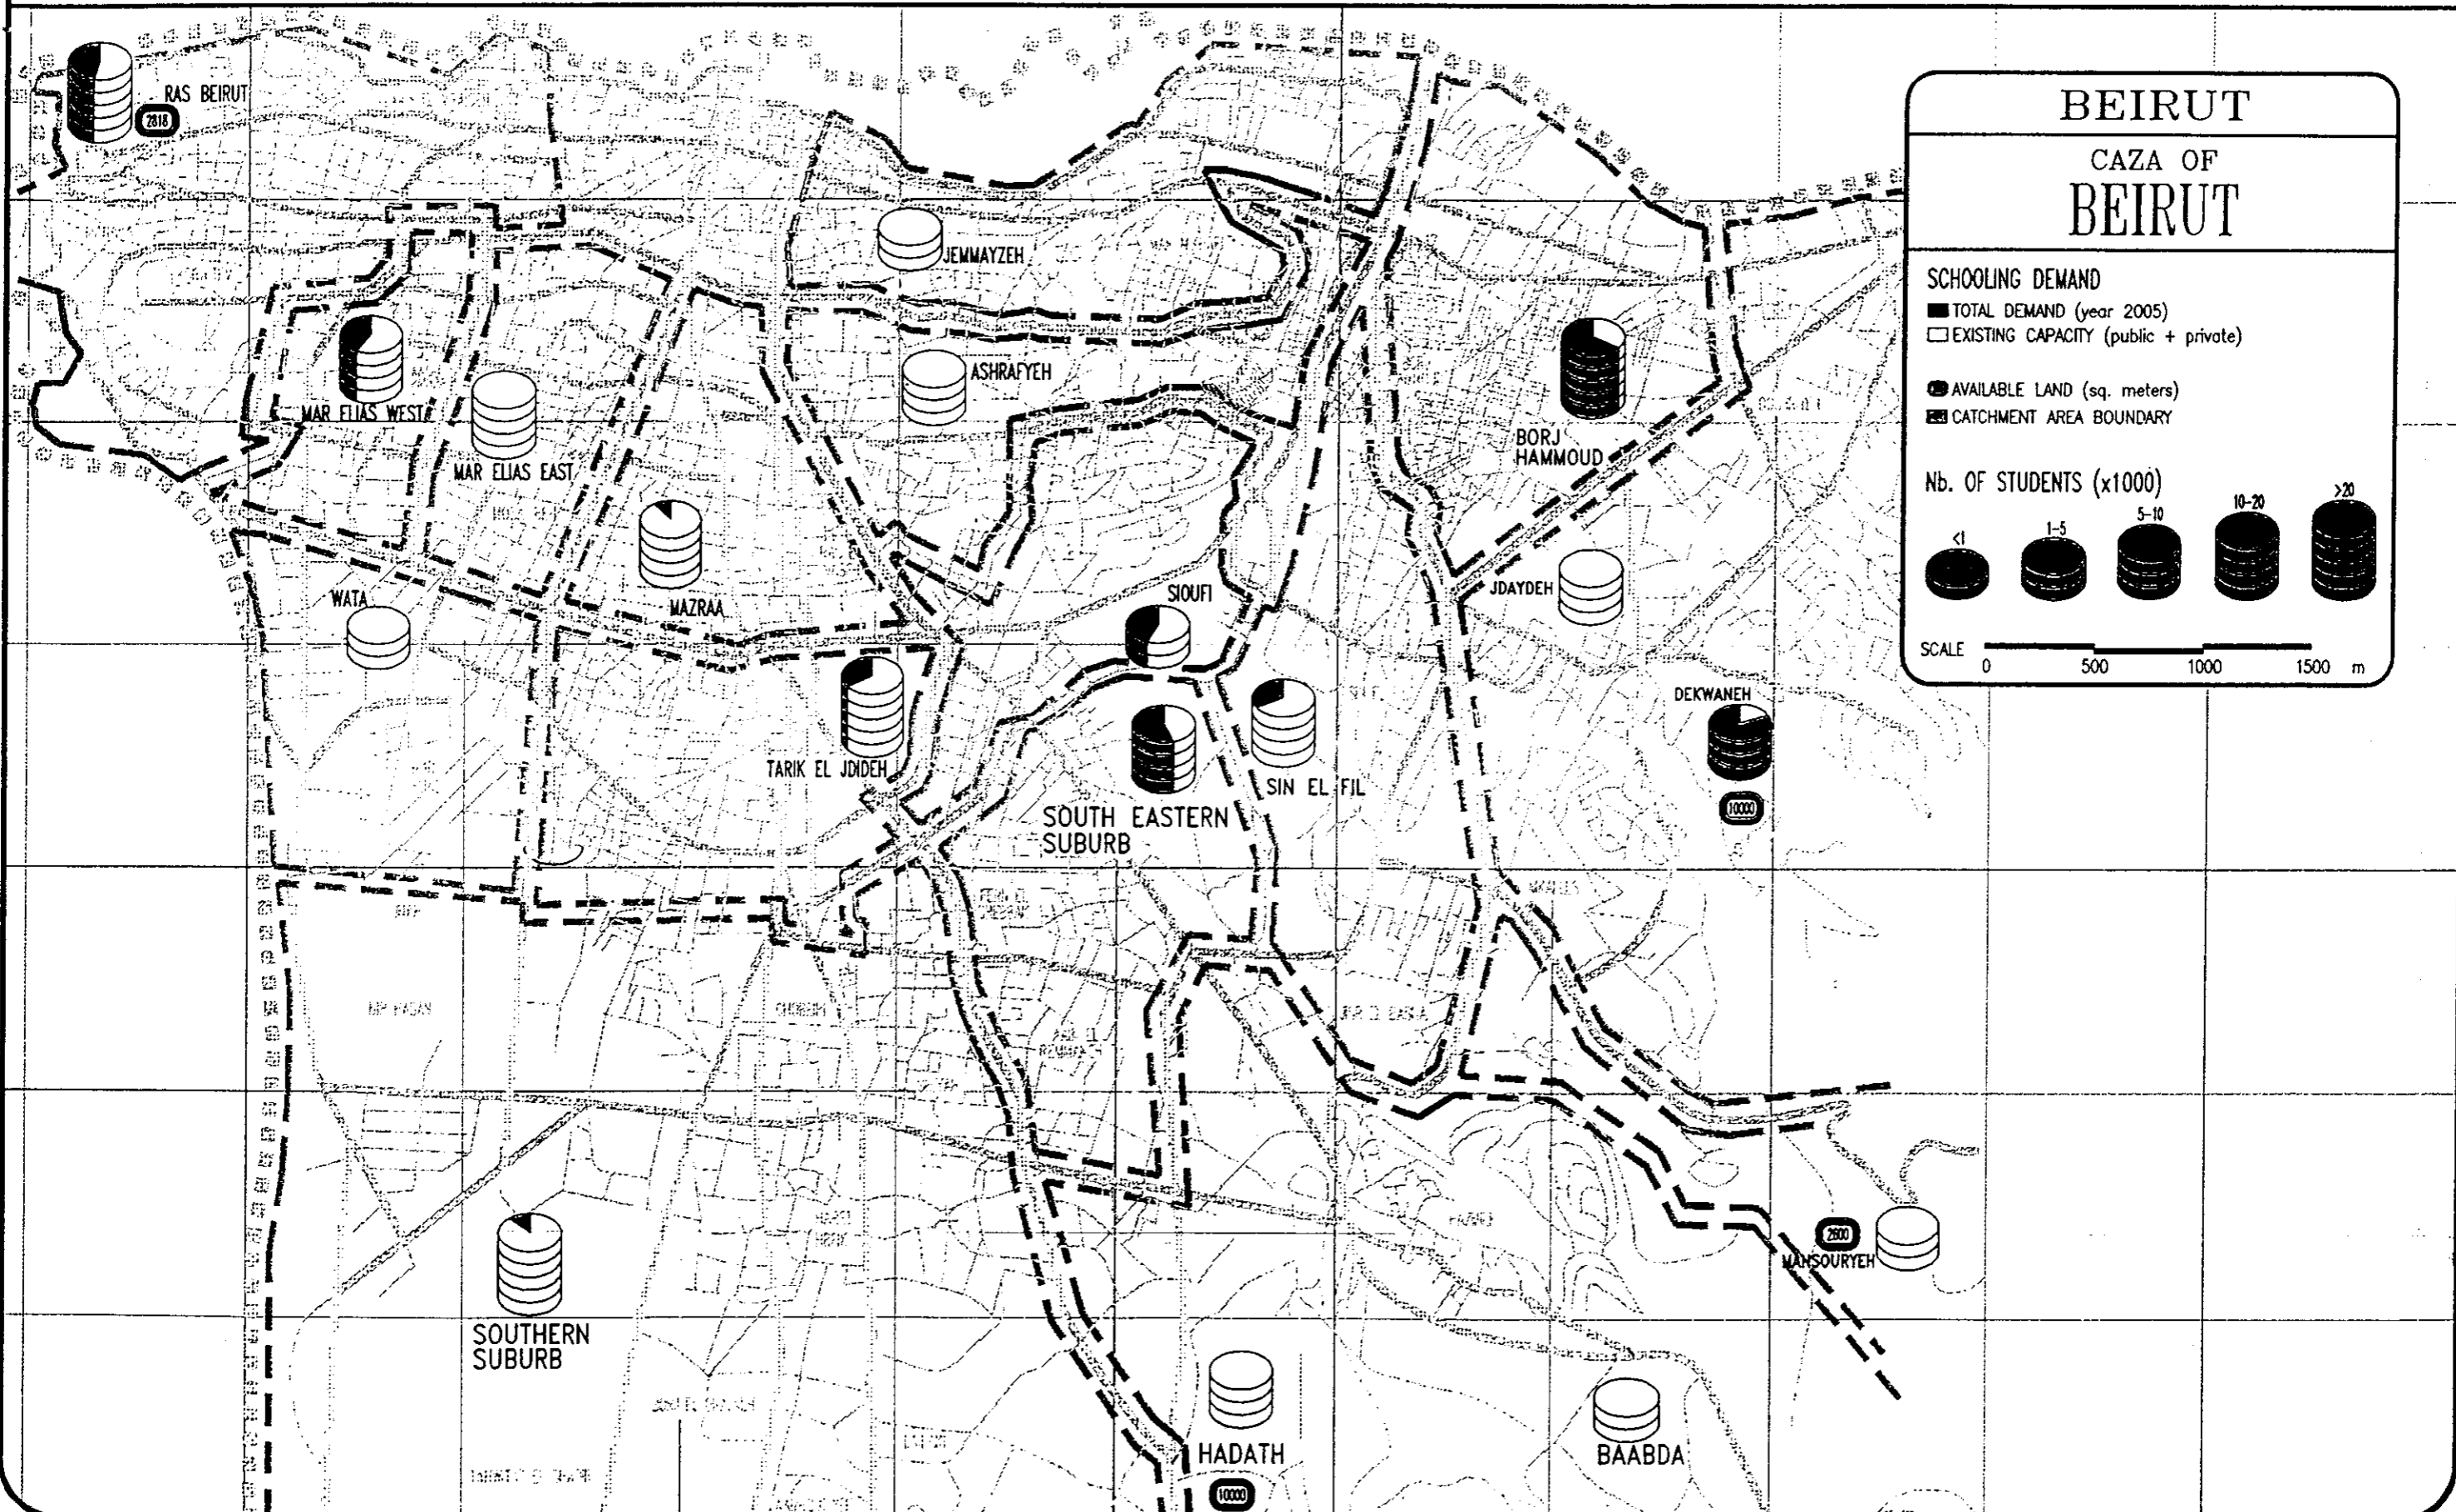 RAS BEIRUT
2818
JEMMAYZEH
ASHRAFYEH
MAR ELIAS WEST
MAR ELIAS EAST
MAZRAA
WATA
BORJ
HAMMOUD
SIOUFI
JDAYDEH
TARIK EL JDIDEH
SIN EL FIL
SOUTH EASTERN
SUBURB
DEKWANEH
10000
SOUTHERN
SUBURB
2600
MANSOURYEH
HADATH
10000
BAABDA
BEIRUT
CAZA OF
BEIRUT
SCHOOLING DEMAND
TOTAL DEMAND (year 2005)
EXISTING CAPACITY (public + private)
AVAILABLE LAND (sq. meters)
CATCHMENT AREA BOUNDARY
Nb. OF STUDENTS (x1000)
<1 1-5 5-10 10-20 >20
SCALE
0 500 1000 1500 m